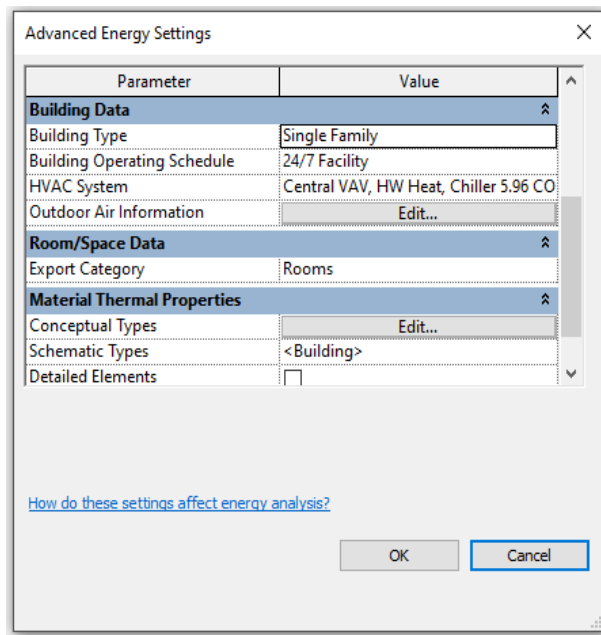 Advanced Energy Settings
Parameter Value
Building Data
Building Type Single Family
Building Operating Schedule 24/7 Facility
HVAC System Central VAV, HW Heat, Chiller 5.96 CO
Outdoor Air Information Edit...
Room/Space Data
Export Category Rooms
Material Thermal Properties
Conceptual Types Edit...
Schematic Types <Building>
Detailed Elements
How do these settings affect energy analysis?
OK Cancel